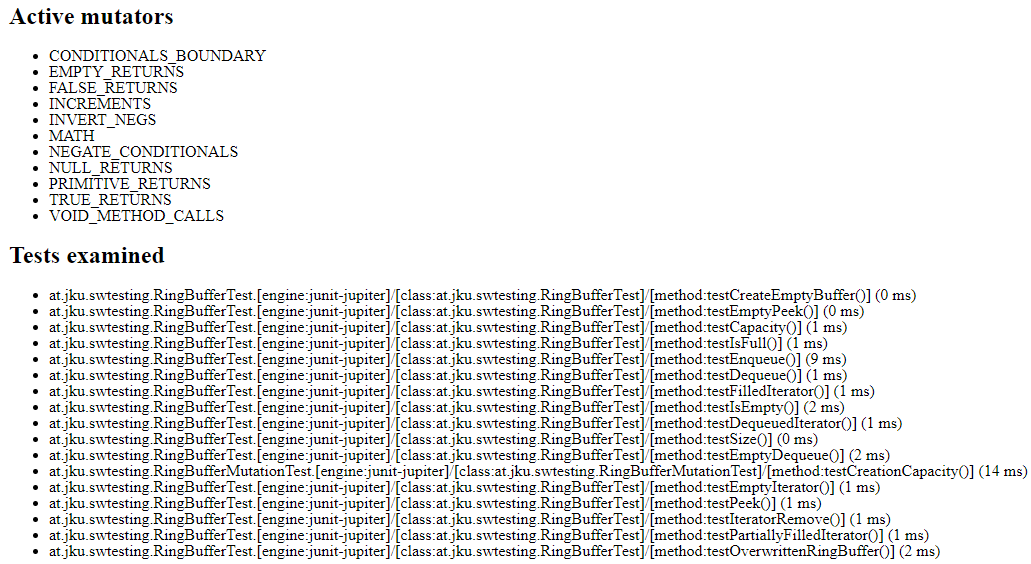 Active mutators
• CONDITIONALS_BOUNDARY
• EMPTY_RETURNS
• FALSE_RETURNS
• INCREMENTS
• INVERT_NEGS
• MATH
• NEGATE_CONDITIONALS
• NULL_RETURNS
• PRIMITIVE_RETURNS
• TRUE_RETURNS
• VOID_METHOD_CALLS
Tests examined
• at.jku.swtesting.RingBufferTest.[engine:junit-jupiter]/[class:at.jku.swtesting.RingBufferTest]/[method:testCreateEmptyBuffer()] (0 ms)
• at.jku.swtesting.RingBufferTest.[engine:junit-jupiter]/[class:at.jku.swtesting.RingBufferTest]/[method:testEmptyPeek()] (0 ms)
• at.jku.swtesting.RingBufferTest.[engine:junit-jupiter]/[class:at.jku.swtesting.RingBufferTest]/[method:testCapacity()] (1 ms)
• at.jku.swtesting.RingBufferTest.[engine:junit-jupiter]/[class:at.jku.swtesting.RingBufferTest]/[method:testIsFull()] (1 ms)
• at.jku.swtesting.RingBufferTest.[engine:junit-jupiter]/[class:at.jku.swtesting.RingBufferTest]/[method:testEnqueue()] (9 ms)
• at.jku.swtesting.RingBufferTest.[engine:junit-jupiter]/[class:at.jku.swtesting.RingBufferTest]/[method:testDequeue()] (1 ms)
• at.jku.swtesting.RingBufferTest.[engine:junit-jupiter]/[class:at.jku.swtesting.RingBufferTest]/[method:testFilledIterator()] (1 ms)
• at.jku.swtesting.RingBufferTest.[engine:junit-jupiter]/[class:at.jku.swtesting.RingBufferTest]/[method:testIsEmpty()] (2 ms)
• at.jku.swtesting.RingBufferTest.[engine:junit-jupiter]/[class:at.jku.swtesting.RingBufferTest]/[method:testDequeuedIterator()] (1 ms)
• at.jku.swtesting.RingBufferTest.[engine:junit-jupiter]/[class:at.jku.swtesting.RingBufferTest]/[method:testSize()] (0 ms)
• at.jku.swtesting.RingBufferTest.[engine:junit-jupiter]/[class:at.jku.swtesting.RingBufferTest]/[method:testEmptyDequeue()] (2 ms)
• at.jku.swtesting.RingBufferMutationTest.[engine:junit-jupiter]/[class:at.jku.swtesting.RingBufferMutationTest]/[method:testCreationCapacity()] (14 ms)
• at.jku.swtesting.RingBufferTest.[engine:junit-jupiter]/[class:at.jku.swtesting.RingBufferTest]/[method:testEmptyIterator()] (1 ms)
• at.jku.swtesting.RingBufferTest.[engine:junit-jupiter]/[class:at.jku.swtesting.RingBufferTest]/[method:testPeek()] (1 ms)
• at.jku.swtesting.RingBufferTest.[engine:junit-jupiter]/[class:at.jku.swtesting.RingBufferTest]/[method:testIteratorRemove()] (1 ms)
• at.jku.swtesting.RingBufferTest.[engine:junit-jupiter]/[class:at.jku.swtesting.RingBufferTest]/[method:testPartiallyFilledIterator()] (1 ms)
• at.jku.swtesting.RingBufferTest.[engine:junit-jupiter]/[class:at.jku.swtesting.RingBufferTest]/[method:testOverwrittenRingBuffer()] (2 ms)